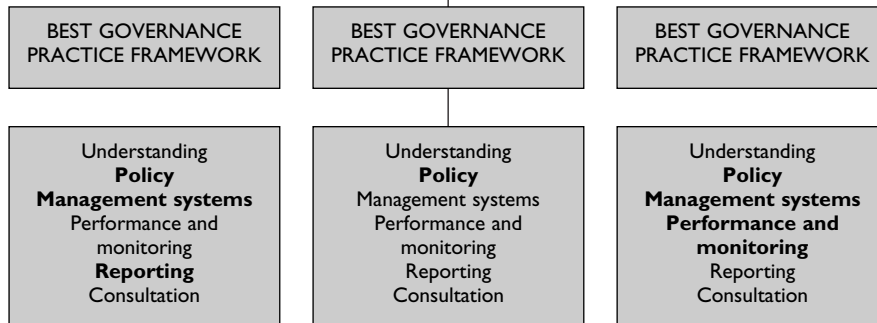 BEST GOVERNANCE
PRACTICE FRAMEWORK
BEST GOVERNANCE
PRACTICE FRAMEWORK
BEST GOVERNANCE
PRACTICE FRAMEWORK
Understanding
Policy
Management systems
Performance and
monitoring
Reporting
Consultation
Understanding
Policy
Management systems
Performance and
monitoring
Reporting
Consultation
Understanding
Policy
Management systems
Performance and
monitoring
Reporting
Consultation